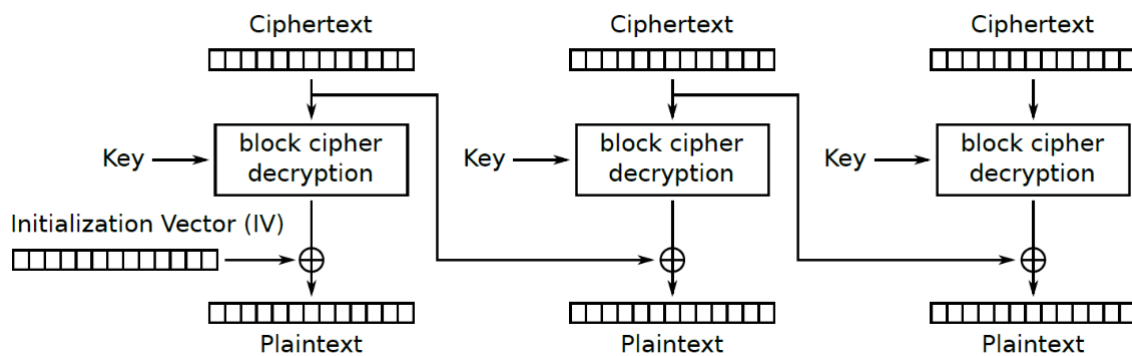 Ciphertext
Ciphertext
Ciphertext
Key
block cipher
decryption
Key
block cipher
decryption
Key
block cipher
decryption
Initialization Vector (IV)
Plaintext
Plaintext
Plaintext